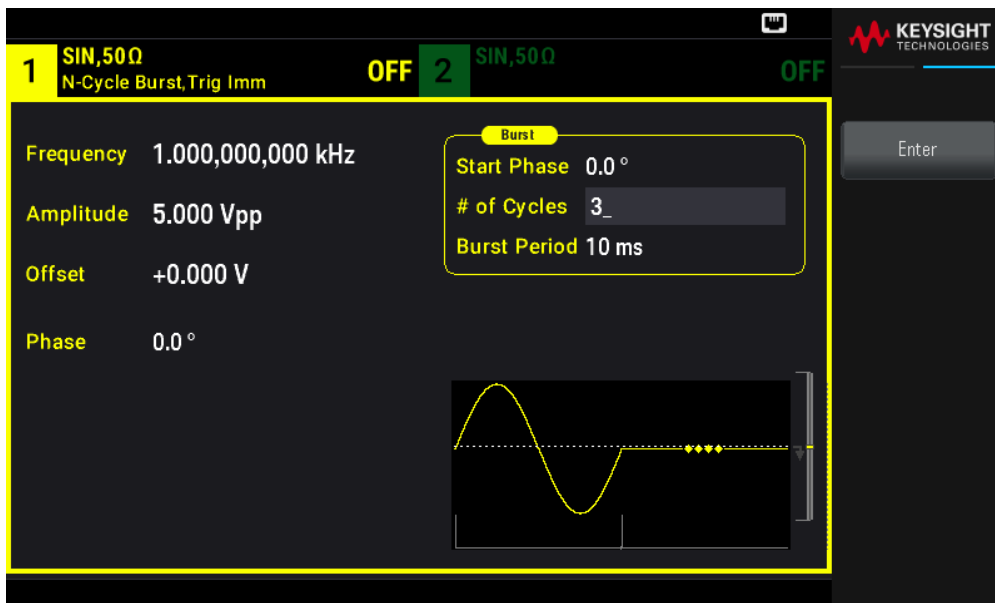 KEYSIGHT
TECHNOLOGIES
1 SIN,50Ω OFF 2 SIN,50Ω OFF
N-Cycle Burst,Trig Imm
Enter
Frequency 1.000,000,000 kHz
Amplitude 5.000 Vpp
Offset +0.000 V
Phase 0.0 °
Burst
Start Phase 0.0 °
# of Cycles 3_
Burst Period 10 ms